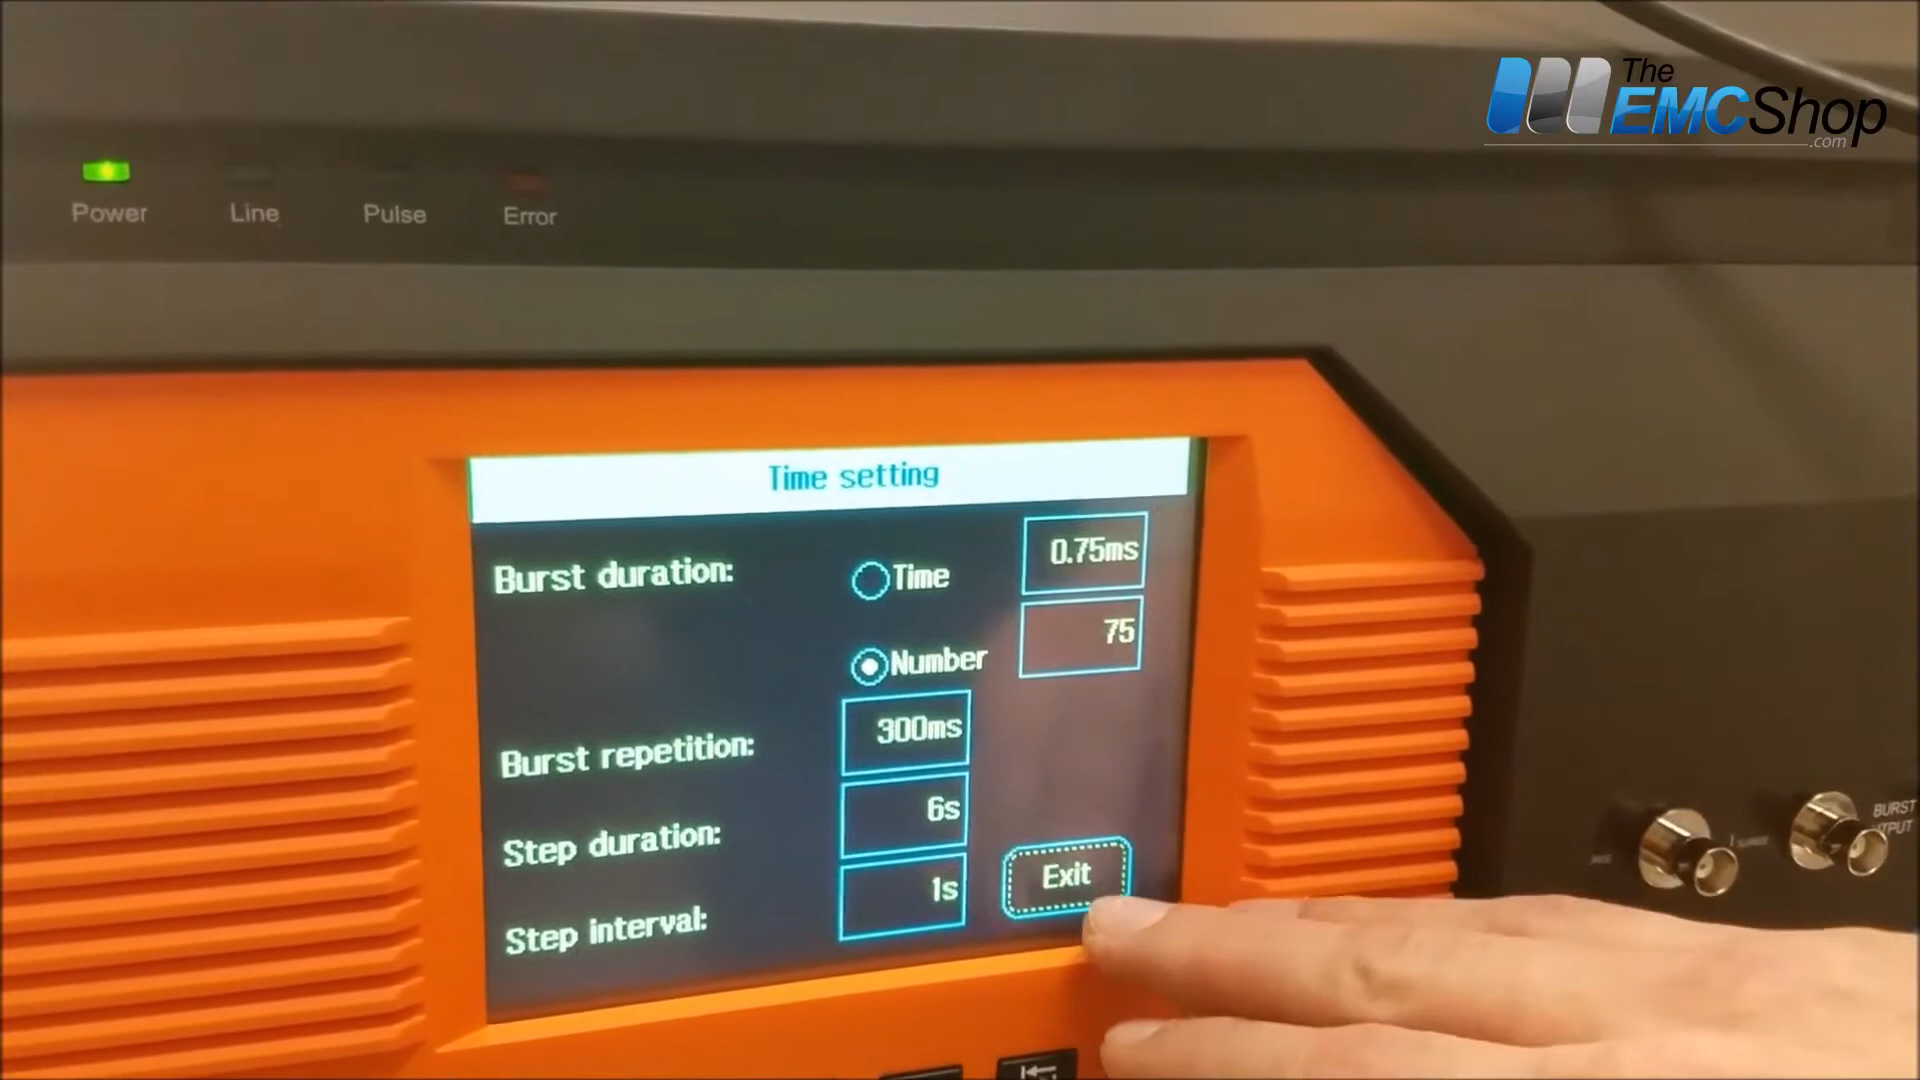 The
EMCShop
.com
Power
Line
Pulse
Error
Time setting
Burst duration:
Time
0.75ms
Number
75
Burst repetition:
300ms
Step duration:
6s
Step interval:
1s
Exit
BURST